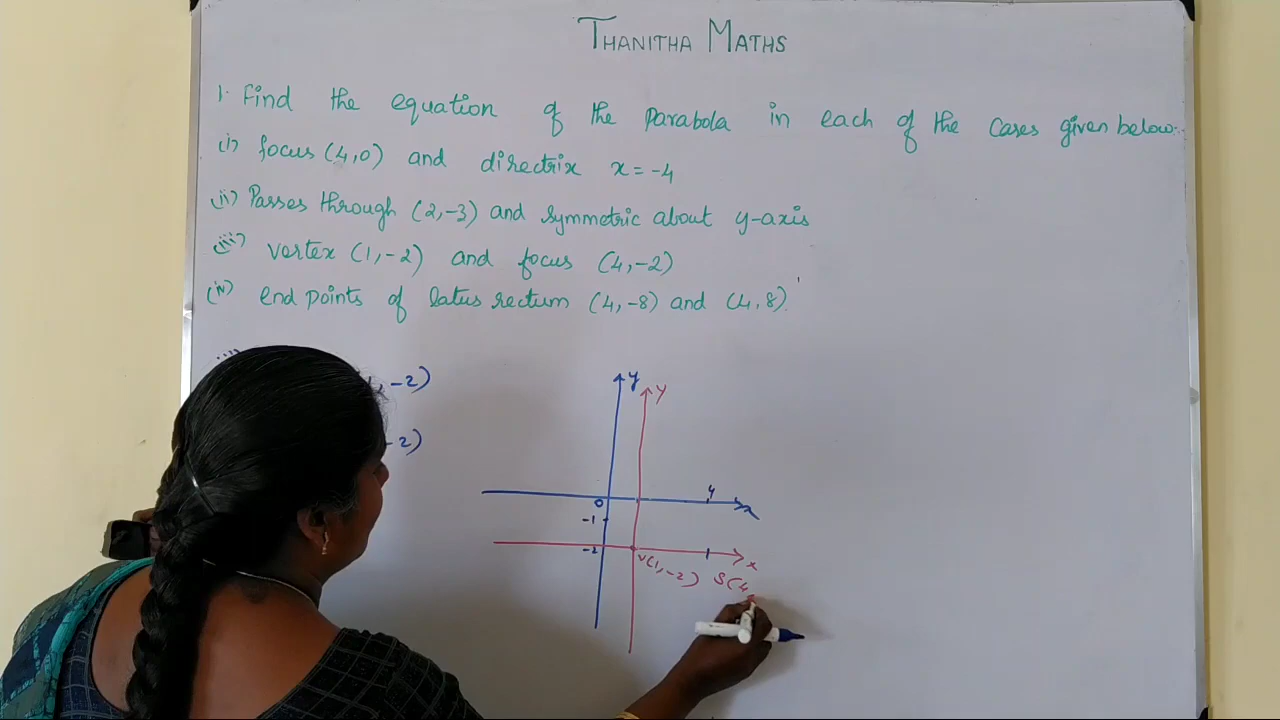 THANITHA MATHS
1. Find the equation of the Parabola in each of the cases given below:
(i) focus (4,0) and directrix x = -4
(ii) Passes through (2,-3) and symmetric about y-axis
(iii) vertex (1,-2) and focus (4,-2)
(iv) end points of latus rectum (4,-8) and (4,8).
, -2)
-2)
y
y
4
0
x
-1
-2
x
V(1,-2) S(4